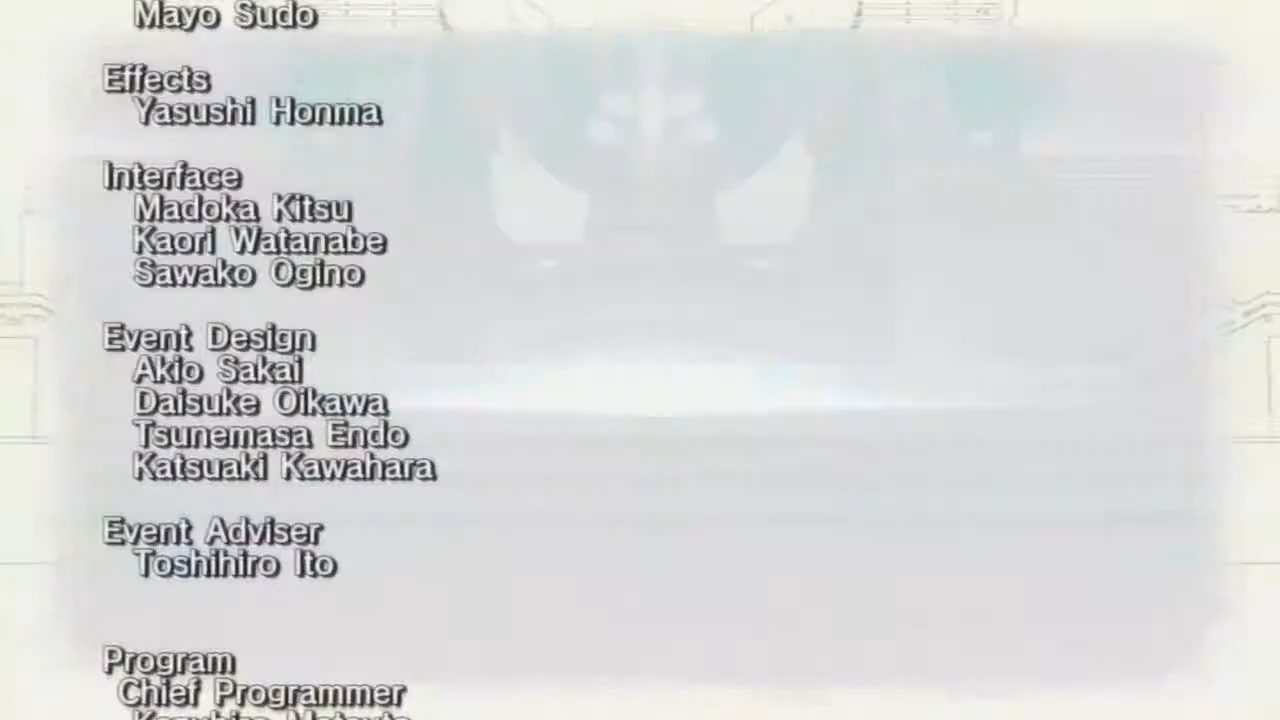 Mayo Sudo
Effects
Yasushi Honma
Interface
Madoka Kitsu
Kaori Watanabe
Sawako Ogino
Event Design
Akio Sakai
Daisuke Oikawa
Tsunemasa Endo
Katsuaki Kawahara
Event Adviser
Toshihiro Ito
Program
Chief Programmer